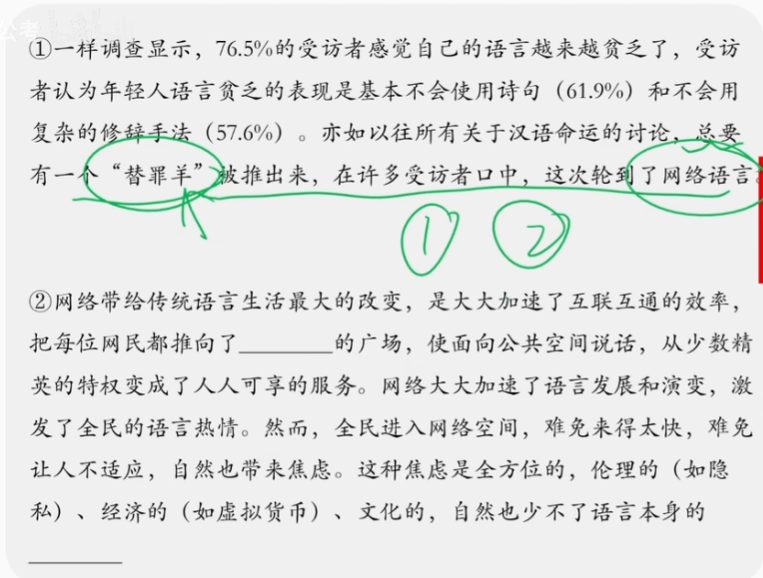 公考
①一样调查显示，76.5%的受访者感觉自己的语言越来越贫乏了，受访
者认为年轻人语言贫乏的表现是基本不会使用诗句（61.9%）和不会用
复杂的修辞手法（57.6%）。亦如以往所有关于汉语命运的讨论，总要
有一个“替罪羊”被推出来，在许多受访者口中，这次轮到了网络语言。
① ②
②网络带给传统语言生活最大的改变，是大大加速了互联互通的效率，
把每位网民都推向了________的广场，使面向公共空间说话，从少数精
英的特权变成了人人可享的服务。网络大大加速了语言发展和演变，激
发了全民的语言热情。然而，全民进入网络空间，难免来得太快，难免
让人不适应，自然也带来焦虑。这种焦虑是全方位的，伦理的（如隐
私）、经济的（如虚拟货币）、文化的，自然也少不了语言本身的
________